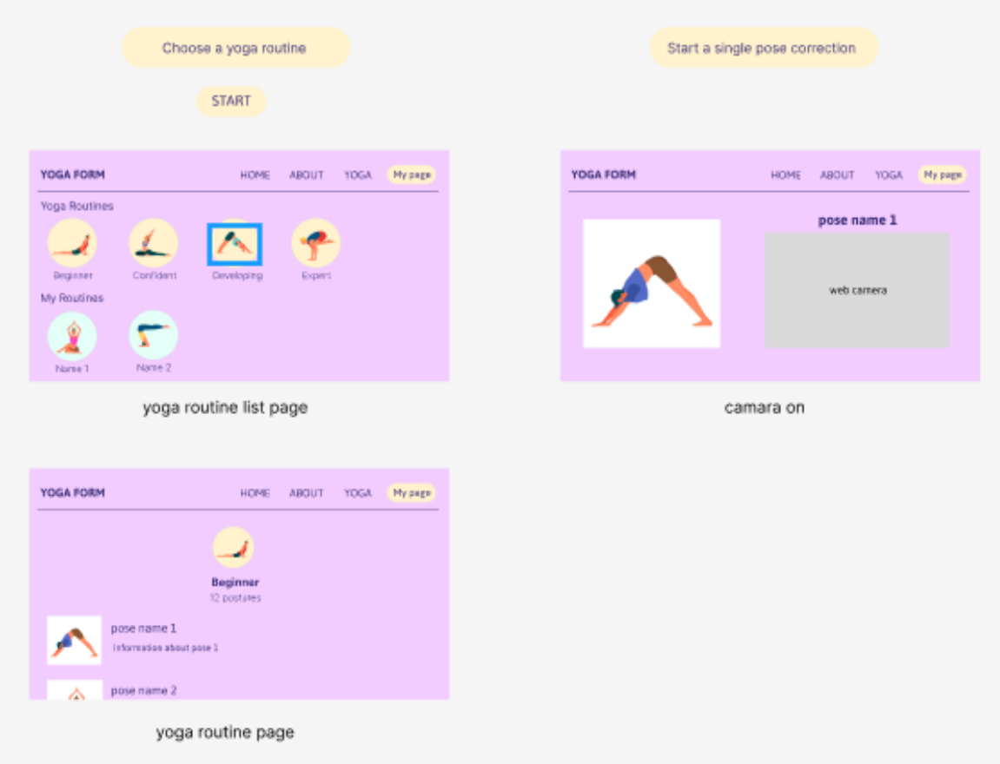 Choose a yoga routine
Start a single pose correction
START
YOGA FORM HOME ABOUT YOGA My page
Yoga Routines
Beginner Confident Developing Expert
My Routines
Name 1 Name 2
yoga routine list page
YOGA FORM HOME ABOUT YOGA My page
pose name 1
web camera
camara on
YOGA FORM HOME ABOUT YOGA My page
Beginner
12 postures
pose name 1
information about pose 1
pose name 2
yoga routine page